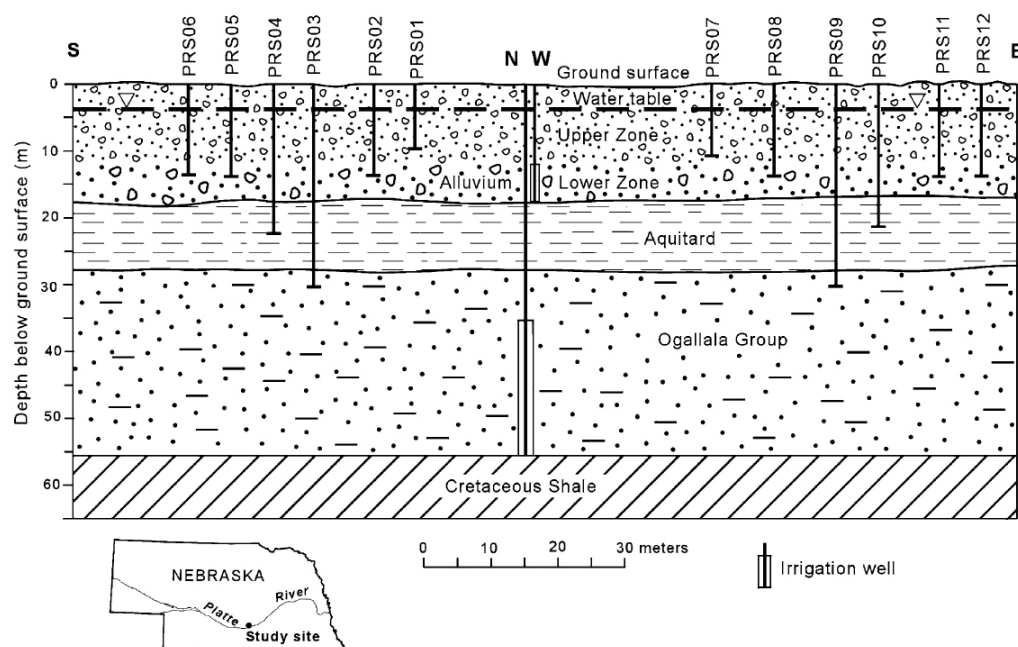 PRS06
PRS05
PRS04
PRS03
PRS02
PRS01
PRS07
PRS08
PRS09
PRS10
PRS11
PRS12
S
N W
E
Ground surface
0
Water table
Upper Zone
10
Alluvium
Lower Zone
20
Aquitard
30
Ogallala Group
40
50
60
Cretaceous Shale
Depth below ground surface (m)
0 10 20 30 meters
Irrigation well
NEBRASKA
Platte River
Study site